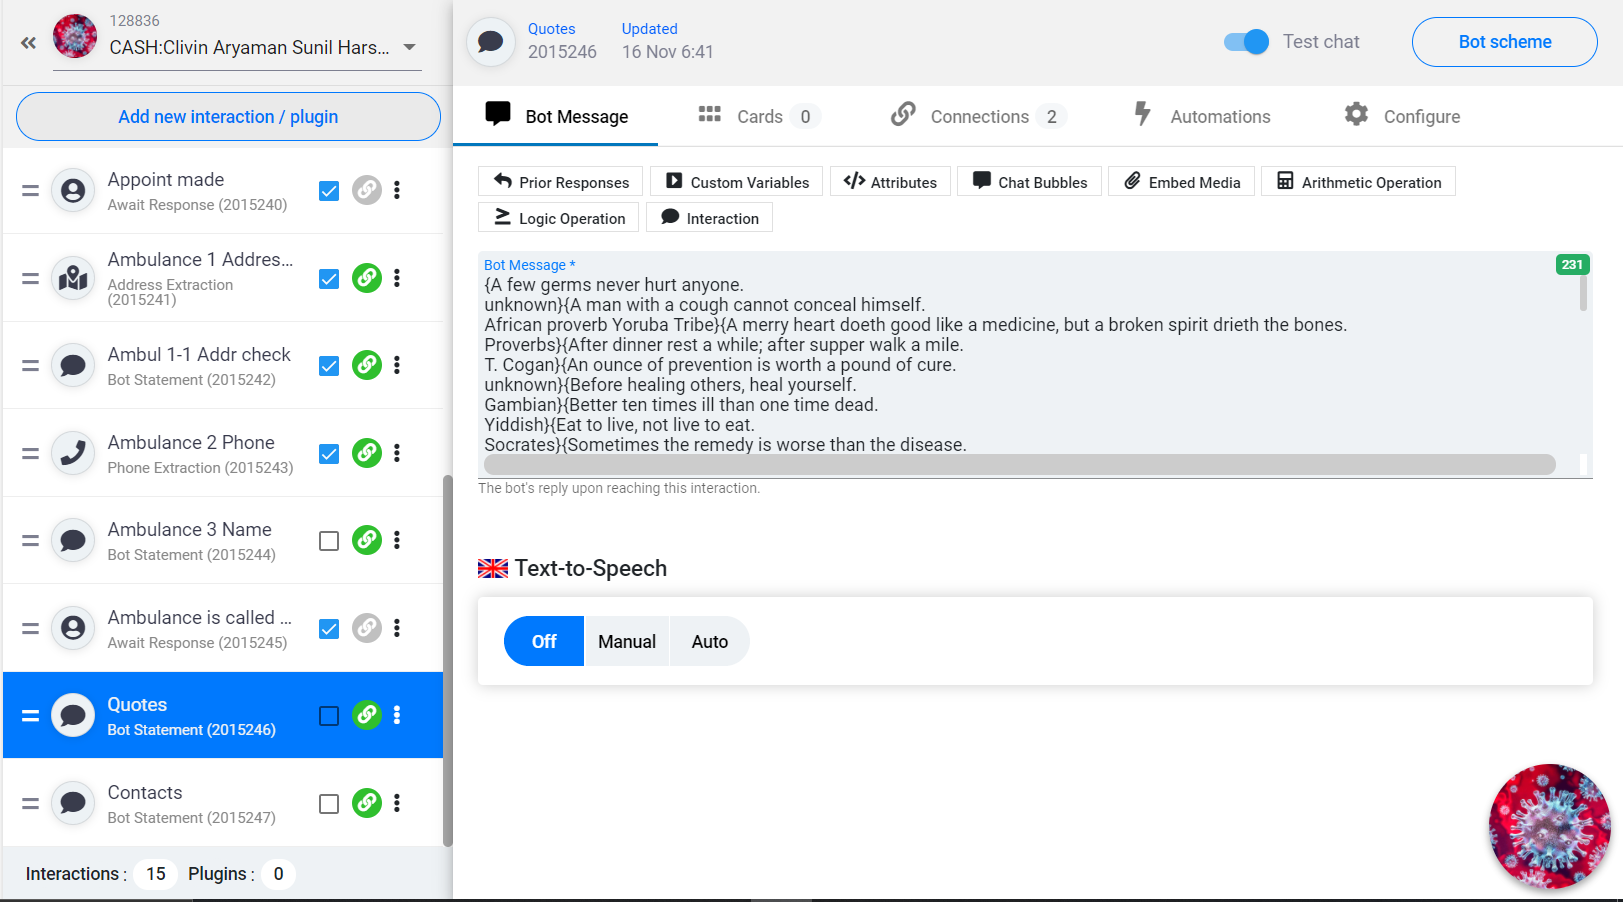 128836
CASH:Clivin Aryaman Sunil Hars...
Add new interaction / plugin
Appoint made
Await Response (2015240)
Ambulance 1 Addres...
Address Extraction
(2015241)
Ambul 1-1 Addr check
Bot Statement (2015242)
Ambulance 2 Phone
Phone Extraction (2015243)
Ambulance 3 Name
Bot Statement (2015244)
Ambulance is called ...
Await Response (2015245)
Quotes
Bot Statement (2015246)
Contacts
Bot Statement (2015247)
Interactions : 15 Plugins : 0
Quotes
2015246
Updated
16 Nov 6:41
Test chat
Bot scheme
Bot Message
Cards 0
Connections 2
Automations
Configure
Prior Responses
Custom Variables
Attributes
Chat Bubbles
Embed Media
Arithmetic Operation
Logic Operation
Interaction
Bot Message *
231
{A few germs never hurt anyone.
unknown}{A man with a cough cannot conceal himself.
African proverb Yoruba Tribe}{A merry heart doeth good like a medicine, but a broken spirit drieth the bones.
Proverbs}{After dinner rest a while; after supper walk a mile.
T. Cogan}{An ounce of prevention is worth a pound of cure.
unknown}{Before healing others, heal yourself.
Gambian}{Better ten times ill than one time dead.
Yiddish}{Eat to live, not live to eat.
Socrates}{Sometimes the remedy is worse than the disease.
The bot's reply upon reaching this interaction.
Text-to-Speech
Off
Manual
Auto